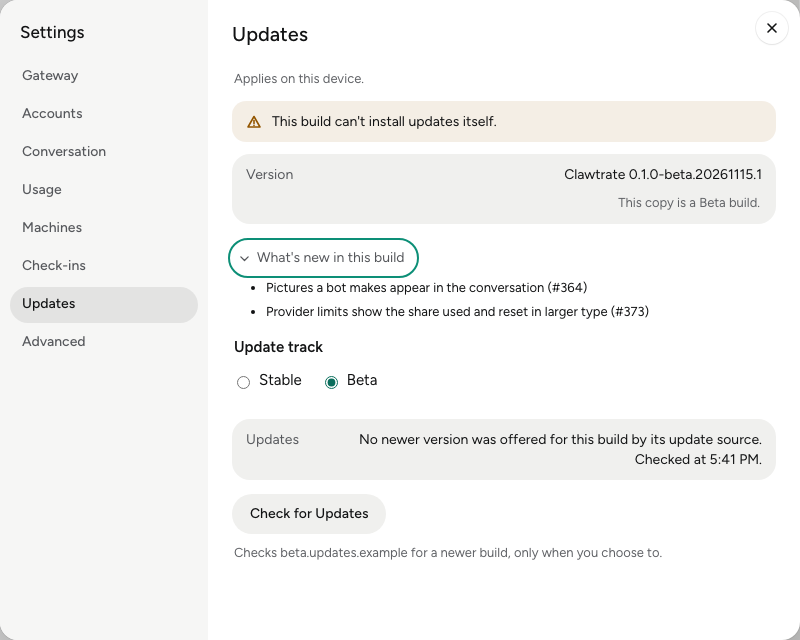 Settings
Gateway
Accounts
Conversation
Usage
Machines
Check-ins
Updates
Advanced
Updates
Applies on this device.
This build can't install updates itself.
Version
Clawtrate 0.1.0-beta.20261115.1
This copy is a Beta build.
What's new in this build
• Pictures a bot makes appear in the conversation (#364)
• Provider limits show the share used and reset in larger type (#373)
Update track
Stable
Beta
Updates
No newer version was offered for this build by its update source.
Checked at 5:41 PM.
Check for Updates
Checks beta.updates.example for a newer build, only when you choose to.